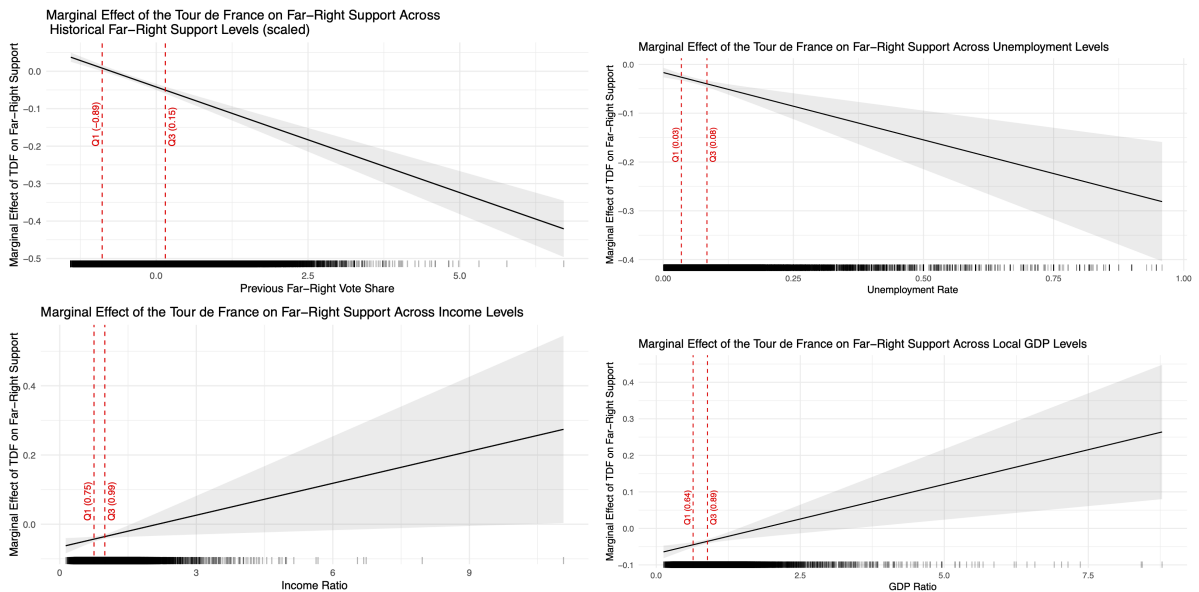 Marginal Effect of the Tour de France on Far−Right Support Across
Historical Far−Right Support Levels (scaled)
Marginal Effect of TDF on Far−Right Support
0.0
−0.1
−0.2
−0.3
−0.4
−0.5
Q1 (−0.89)
Q3 (0.15)
0.0
2.5
5.0
Previous Far−Right Vote Share
Marginal Effect of the Tour de France on Far−Right Support Across Unemployment Levels
Marginal Effect of TDF on Far−Right Support
0.0
−0.1
−0.2
−0.3
−0.4
Q1 (0.03)
Q3 (0.08)
0.00
0.25
0.50
0.75
1.00
Unemployment Rate
Marginal Effect of the Tour de France on Far−Right Support Across Income Levels
Marginal Effect of TDF on Far−Right Support
0.4
0.2
0.0
Q1 (0.75)
Q3 (0.99)
0
3
6
9
Income Ratio
Marginal Effect of the Tour de France on Far−Right Support Across Local GDP Levels
Marginal Effect of TDF on Far−Right Support
0.4
0.3
0.2
0.1
0.0
−0.1
Q1 (0.64)
Q3 (0.89)
0.0
2.5
5.0
7.5
GDP Ratio